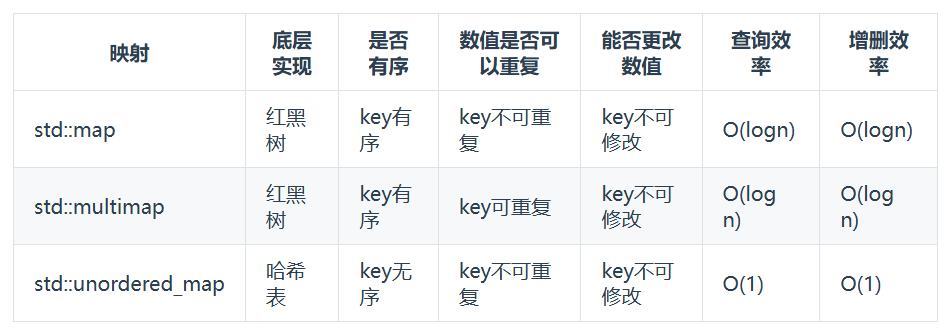 映射 底层实现 是否有序 数值是否可以重复 能否更改数值 查询效率 增删效率
std::map 红黑树 key有序 key不可重复 key不可修改 O(logn) O(logn)
std::multimap 红黑树 key有序 key可重复 key不可修改 O(log n) O(log n)
std::unordered_map 哈希表 key无序 key不可重复 key不可修改 O(1) O(1)